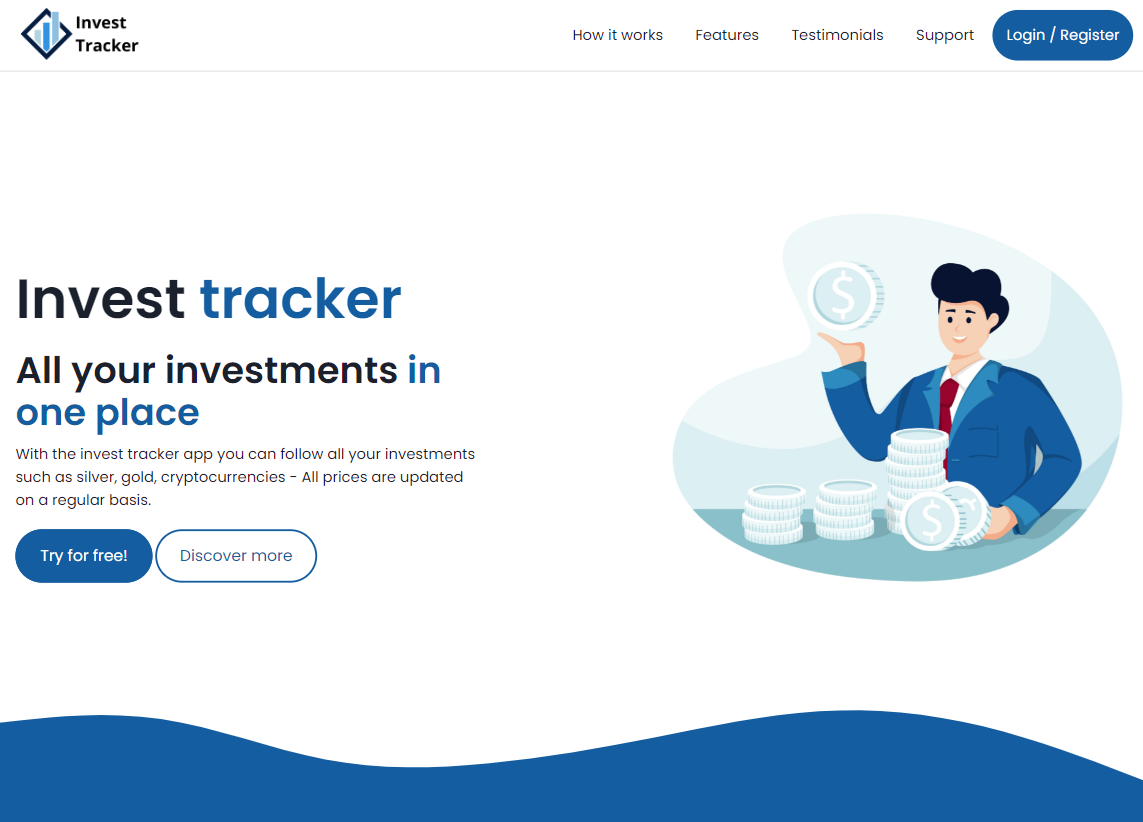 Invest
Tracker
How it works
Features
Testimonials
Support
Login / Register
Invest tracker
All your investments in
one place
With the invest tracker app you can follow all your investments
such as silver, gold, cryptocurrencies - All prices are updated
on a regular basis.
Try for free!
Discover more
$
$